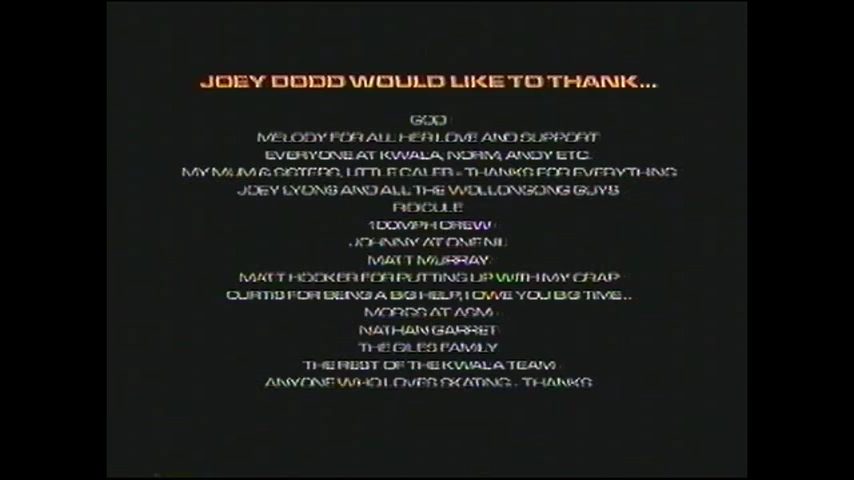 JOEY DODD WOULD LIKE TO THANK...
GOD
MELODY FOR ALL HER LOVE AND SUPPORT
EVERYONE AT KWALA, NORM, ANDY ETC.
MY MUM & SISTERS, LITTLE CALEB - THANKS FOR EVERYTHING
JOEY LYONS AND ALL THE WOLLONGONG GUYS
RIDICULE
100MPH CREW
JOHNNY AT ONE NIL
MATT MURRAY
MATT HOOKER FOR PUTTING UP WITH MY CRAP
CURTIS FOR BEING A BIG HELP, I OWE YOU BIG TIME..
MORGS AT ASM
NATHAN GARRET
THE GILES FAMILY
THE REST OF THE KWALA TEAM
ANYONE WHO LOVES SKATING - THANKS